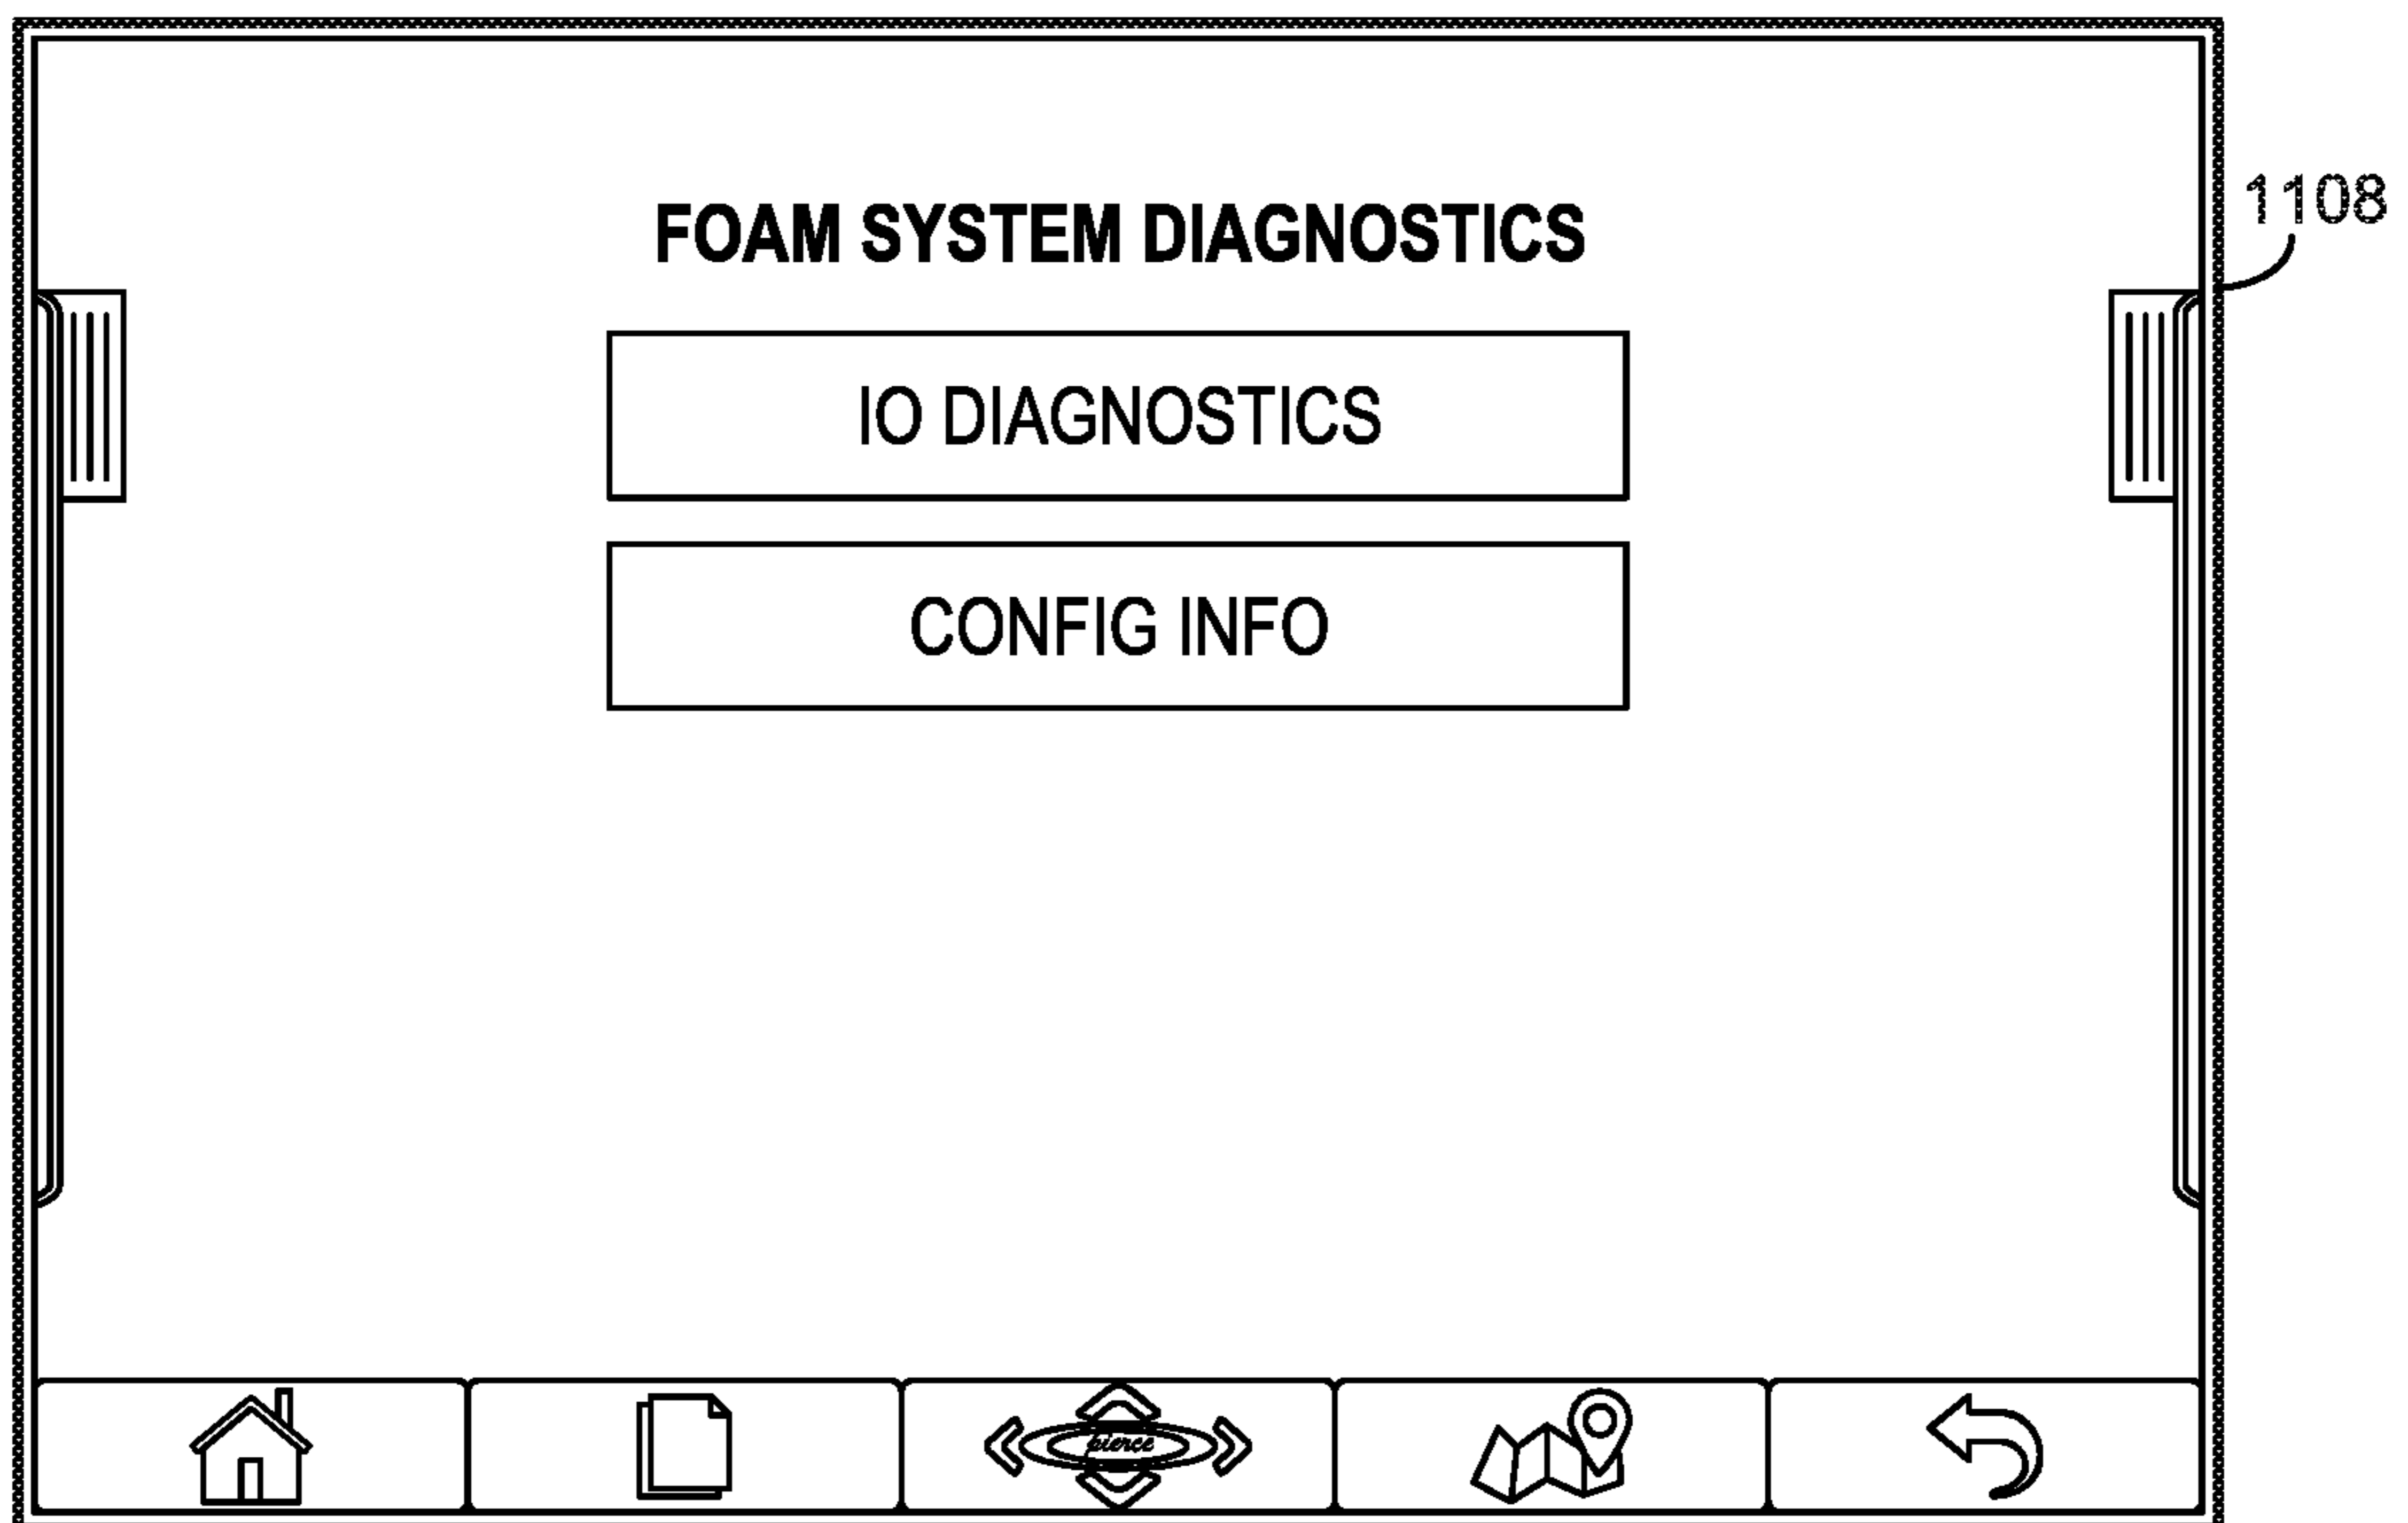 FOAM SYSTEM DIAGNOSTICS
1108
IO DIAGNOSTICS
CONFIG INFO
pierce